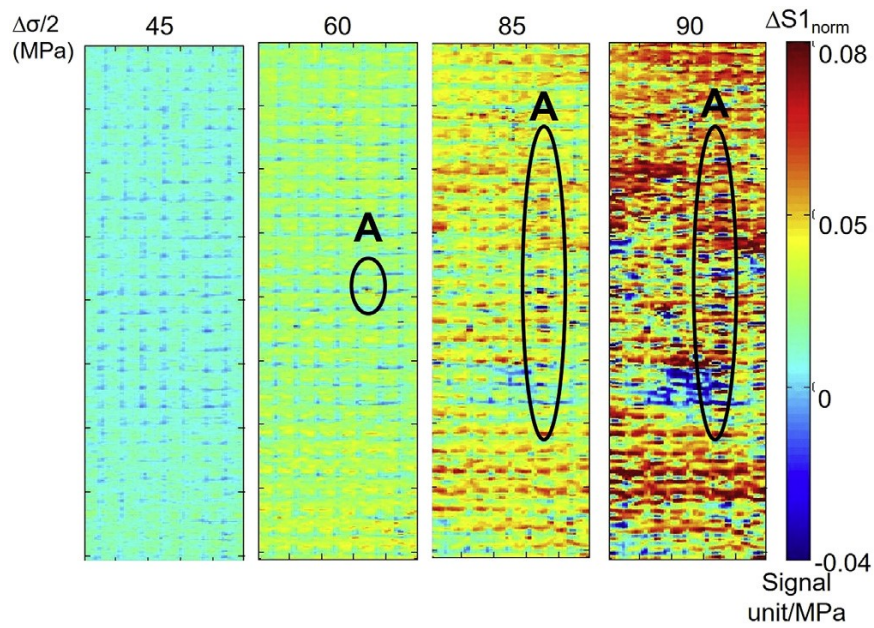 Δσ/2
(MPa)
45
60
85
90
ΔS1norm
A
A
A
0.08
0.05
0
-0.04
Signal
unit/MPa